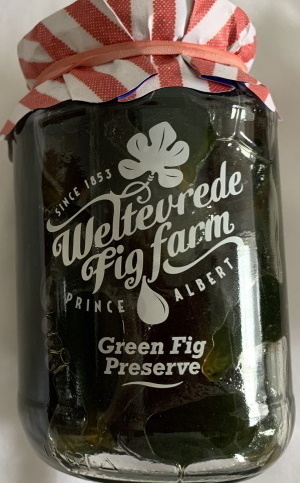 SINCE 1853
Weltevrede
Fig farm
PRINCE ALBERT
Green Fig
Preserve